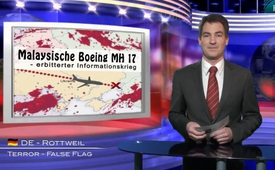 Malaysische Boeing MH 17
- erbitterter Informationskrieg
DE - Rottweil
Terror - False Flag